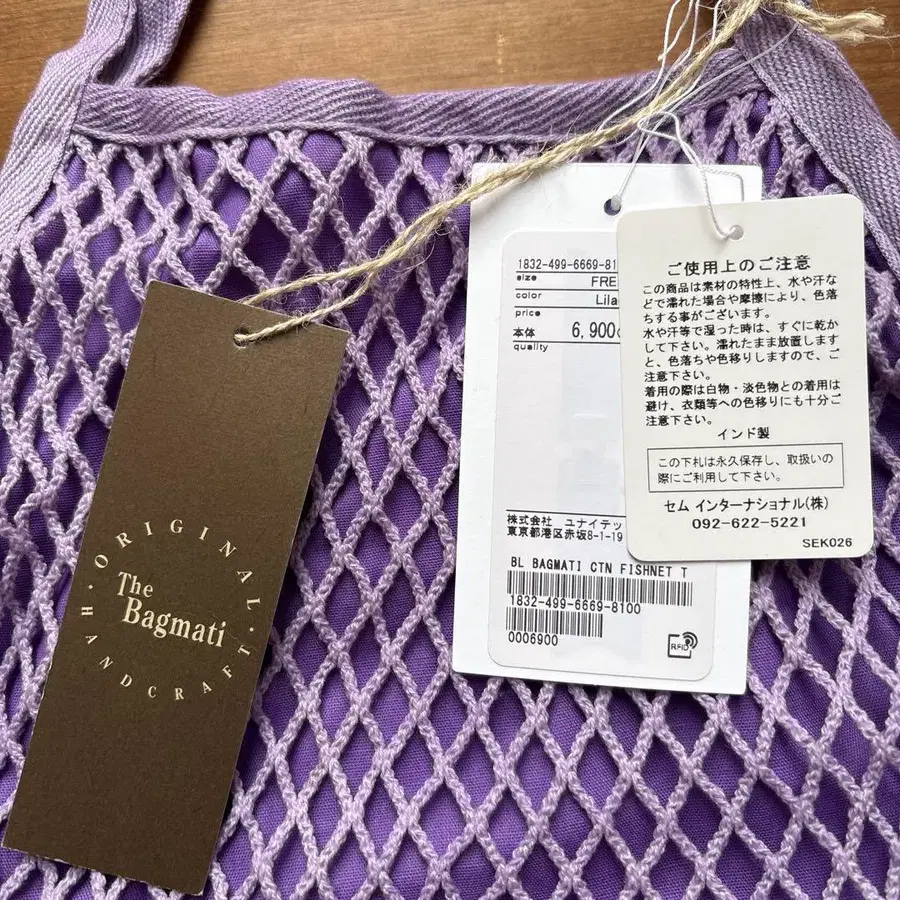 ORIGINAL
The
Bagmati
HANDCRAFT
1832-499-6669-81
size FRE
color Lila
price
本体 6,900
quality
株式会社 ユナイテッ
東京都港区赤坂8-1-19
BL BAGMATI CTN FISHNET T
1832-499-6669-8100
0006900
RFID
ご使用上のご注意
この商品は素材の特性上、水や汗な
どで濡れた場合や摩擦により、色落
ちする事がございます。
水や汗等で湿った時は、すぐに乾か
して下さい。濡れたまま放置します
と、色落ちや色移りしますので、ご
注意下さい。
着用の際は白物・淡色物との着用は
避け、衣類等への色移りにも十分ご
注意下さい。
インド製
この下札は永久保存し、取扱いの
際にご利用して下さい。
セム インターナショナル(株)
092-622-5221
SEK026